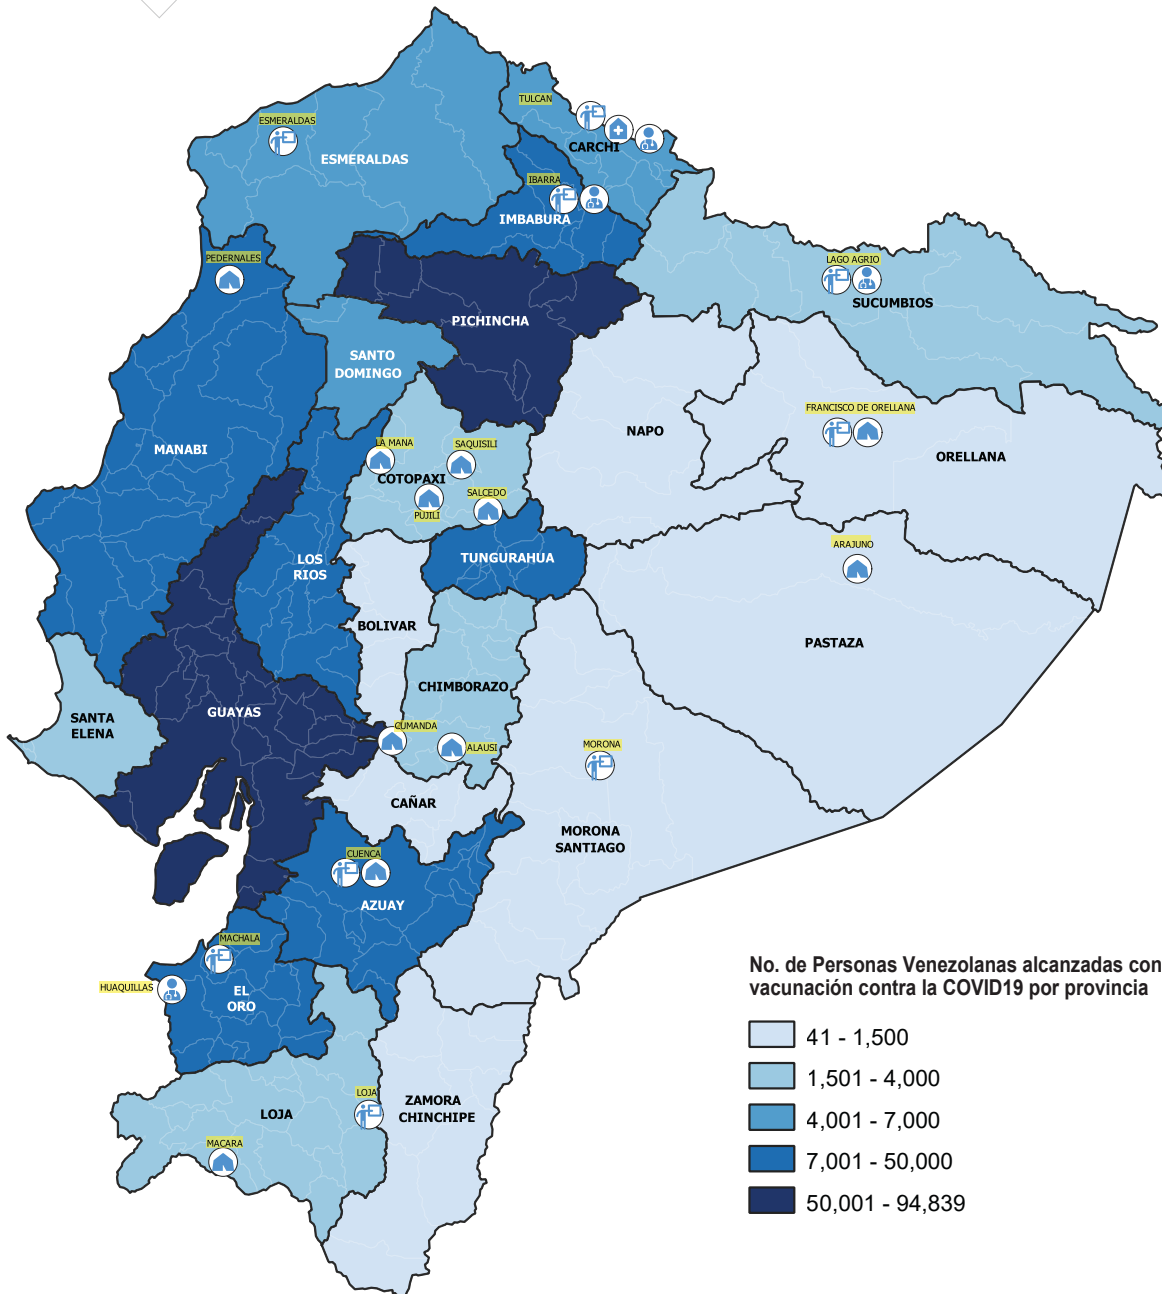 TULCAN
ESMERALDAS
CARCHI
ESMERALDAS
IBARRA
IMBABURA
PEDERNALES
LAGO AGRIO
SUCUMBIOS
PICHINCHA
SANTO
DOMINGO
FRANCISCO DE ORELLANA
NAPO
MANABI
LA MANA
SAQUISILI
ORELLANA
COTOPAXI
SALCEDO
PUJILI
ARAJUNO
LOS
RIOS
TUNGURAHUA
BOLIVAR
PASTAZA
CHIMBORAZO
SANTA
ELENA
GUAYAS
CUMANDA
ALAUSI
MORONA
CAÑAR
MORONA
SANTIAGO
CUENCA
AZUAY
MACHALA
HUAQUILLAS
EL
ORO
LOJA
LOJA
ZAMORA
CHINCHIPE
MACARA
No. de Personas Venezolanas alcanzadas con
vacunación contra la COVID19 por provincia
41 - 1,500
1,501 - 4,000
4,001 - 7,000
7,001 - 50,000
50,001 - 94,839